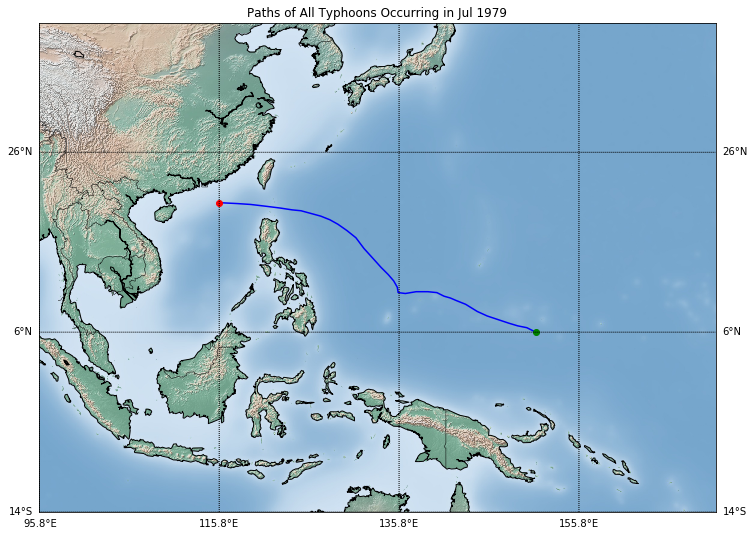 Paths of All Typhoons Occurring in Jul 1979
26°N 26°N
6°N 6°N
14°S 14°S
95.8°E 115.8°E 135.8°E 155.8°E